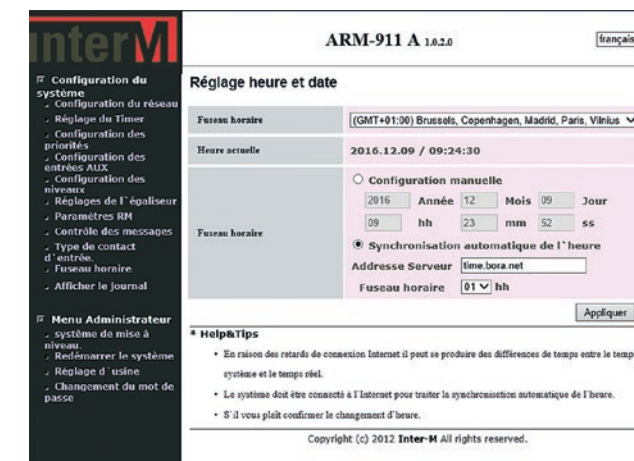 inter M
ARM-911 A 1.0.2.0
français
Configuration du
système
Configuration du réseau
Réglage du Timer
Configuration des
priorités
Configuration des
entrées AUX
Configuration des
niveaux
Réglages de l`égaliseur
Paramètres RM
Contrôle des messages
Type de contact
d`entrée.
Fuseau horaire
Afficher le journal
Menu Administrateur
système de mise à
niveau.
Redémarrer le système
Règlage d`usine
Changement du mot de
passe
Réglage heure et date
Fuseau horaire
(GMT+01:00) Brussels, Copenhagen, Madrid, Paris, Vilnius
Heure actuelle
2016.12.09 / 09:24:30
Fuseau horaire
Configuration manuelle
2016 Année 12 Mois 09 Jour
09 hh 23 mm 52 ss
Synchronisation automatique de l`heure
Addresse Serveur time.bora.net
Fuseau horaire 01 hh
Appliquer
* Help&Tips
• En raison des retards de connexion Internet il peut se produire des différences de temps entre le temp
système et le temps réel.
• Le système doit être connecté à l'Internet pour traiter la synchronisation automatique de l'heure.
• S'il vous plaît confirmer le changement d'heure.
Copyright (c) 2012 Inter-M All rights reserved.